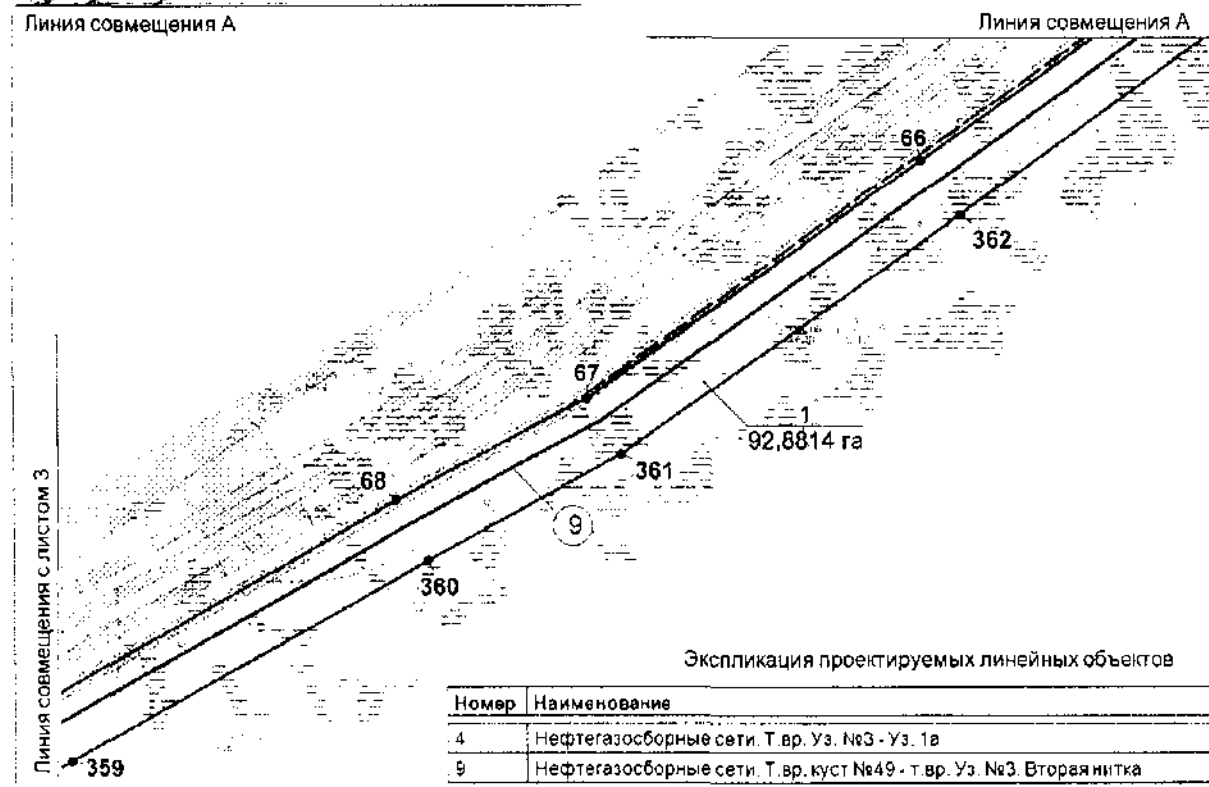 Линия совмещения А
Линия совмещения А
66
362
67
1
92,8814 га
361
68
9
360
Линия совмещения с листом 3
359
Экспликация проектируемых линейных объектов
Номер Наименование
4 Нефтегазосборные сети. Т.вр. Уз. №3 - Уз. 1а
9 Нефтегазосборные сети. Т.вр. куст №49 - т.вр. Уз. №3. Вторая нитка